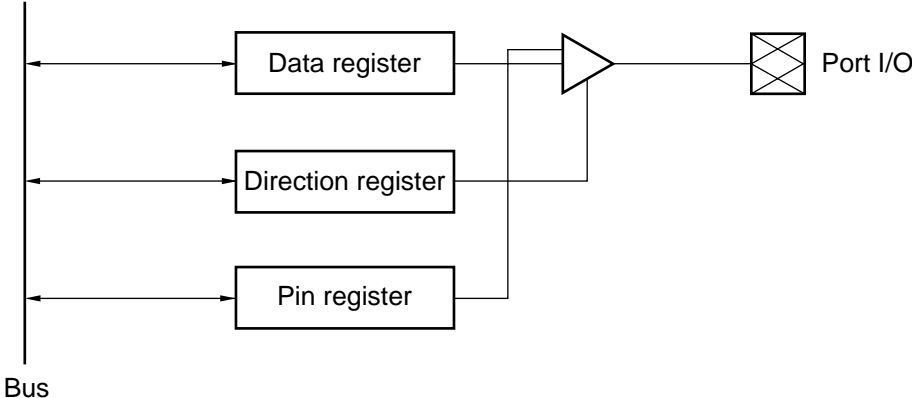 Data register
Port I/O
Direction register
Pin register
Bus